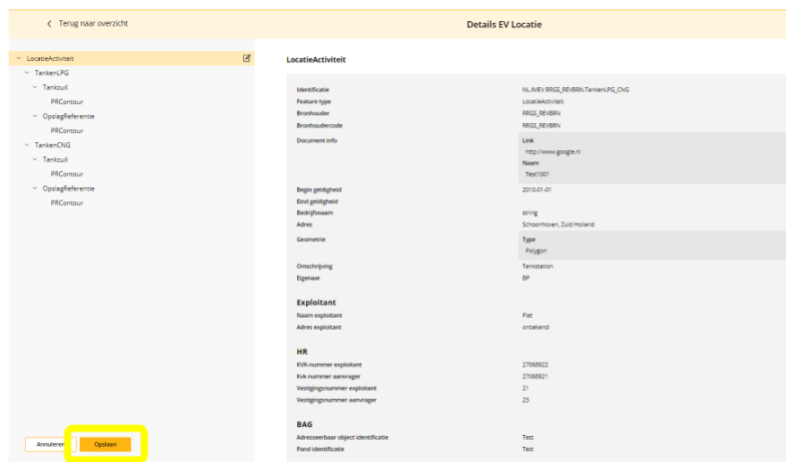 Terug naar overzicht
Details EV Locatie
LocatieActiviteit
TankenLPG
Tankzuil
PRContour
OpslagReferentie
PRContour
TankenCNG
Tankzuil
PRContour
OpslagReferentie
PRContour
Annuleren
Opslaan
LocatieActiviteit
Identificatie NL.IMEV.RRGS_REVBRN.TankenLPG_CNG
Feature type LocatieActiviteit
Bronhouder RRGS_REVBRN
Bronhoudercode RRGS_REVBRN
Document info Link
http://www.google.nl
Naam
Test1001
Begin geldigheid 2010-01-01
Eind geldigheid
Bedrijfsnaam string
Adres Schoonhoven, Zuid Holland
Geometrie Type
Polygon
Omschrijving Tankstation
Eigenaar BP
Exploitant
Naam exploitant Piet
Adres exploitant onbekend
HR
KVK-nummer exploitant 27068922
Kvk nummer aanvrager 27068921
Vestigingsnummer exploitant 21
Vestigingsnummer aanvrager 23
BAG
Adresseerbaar object identificatie Test
Pand identificatie Test